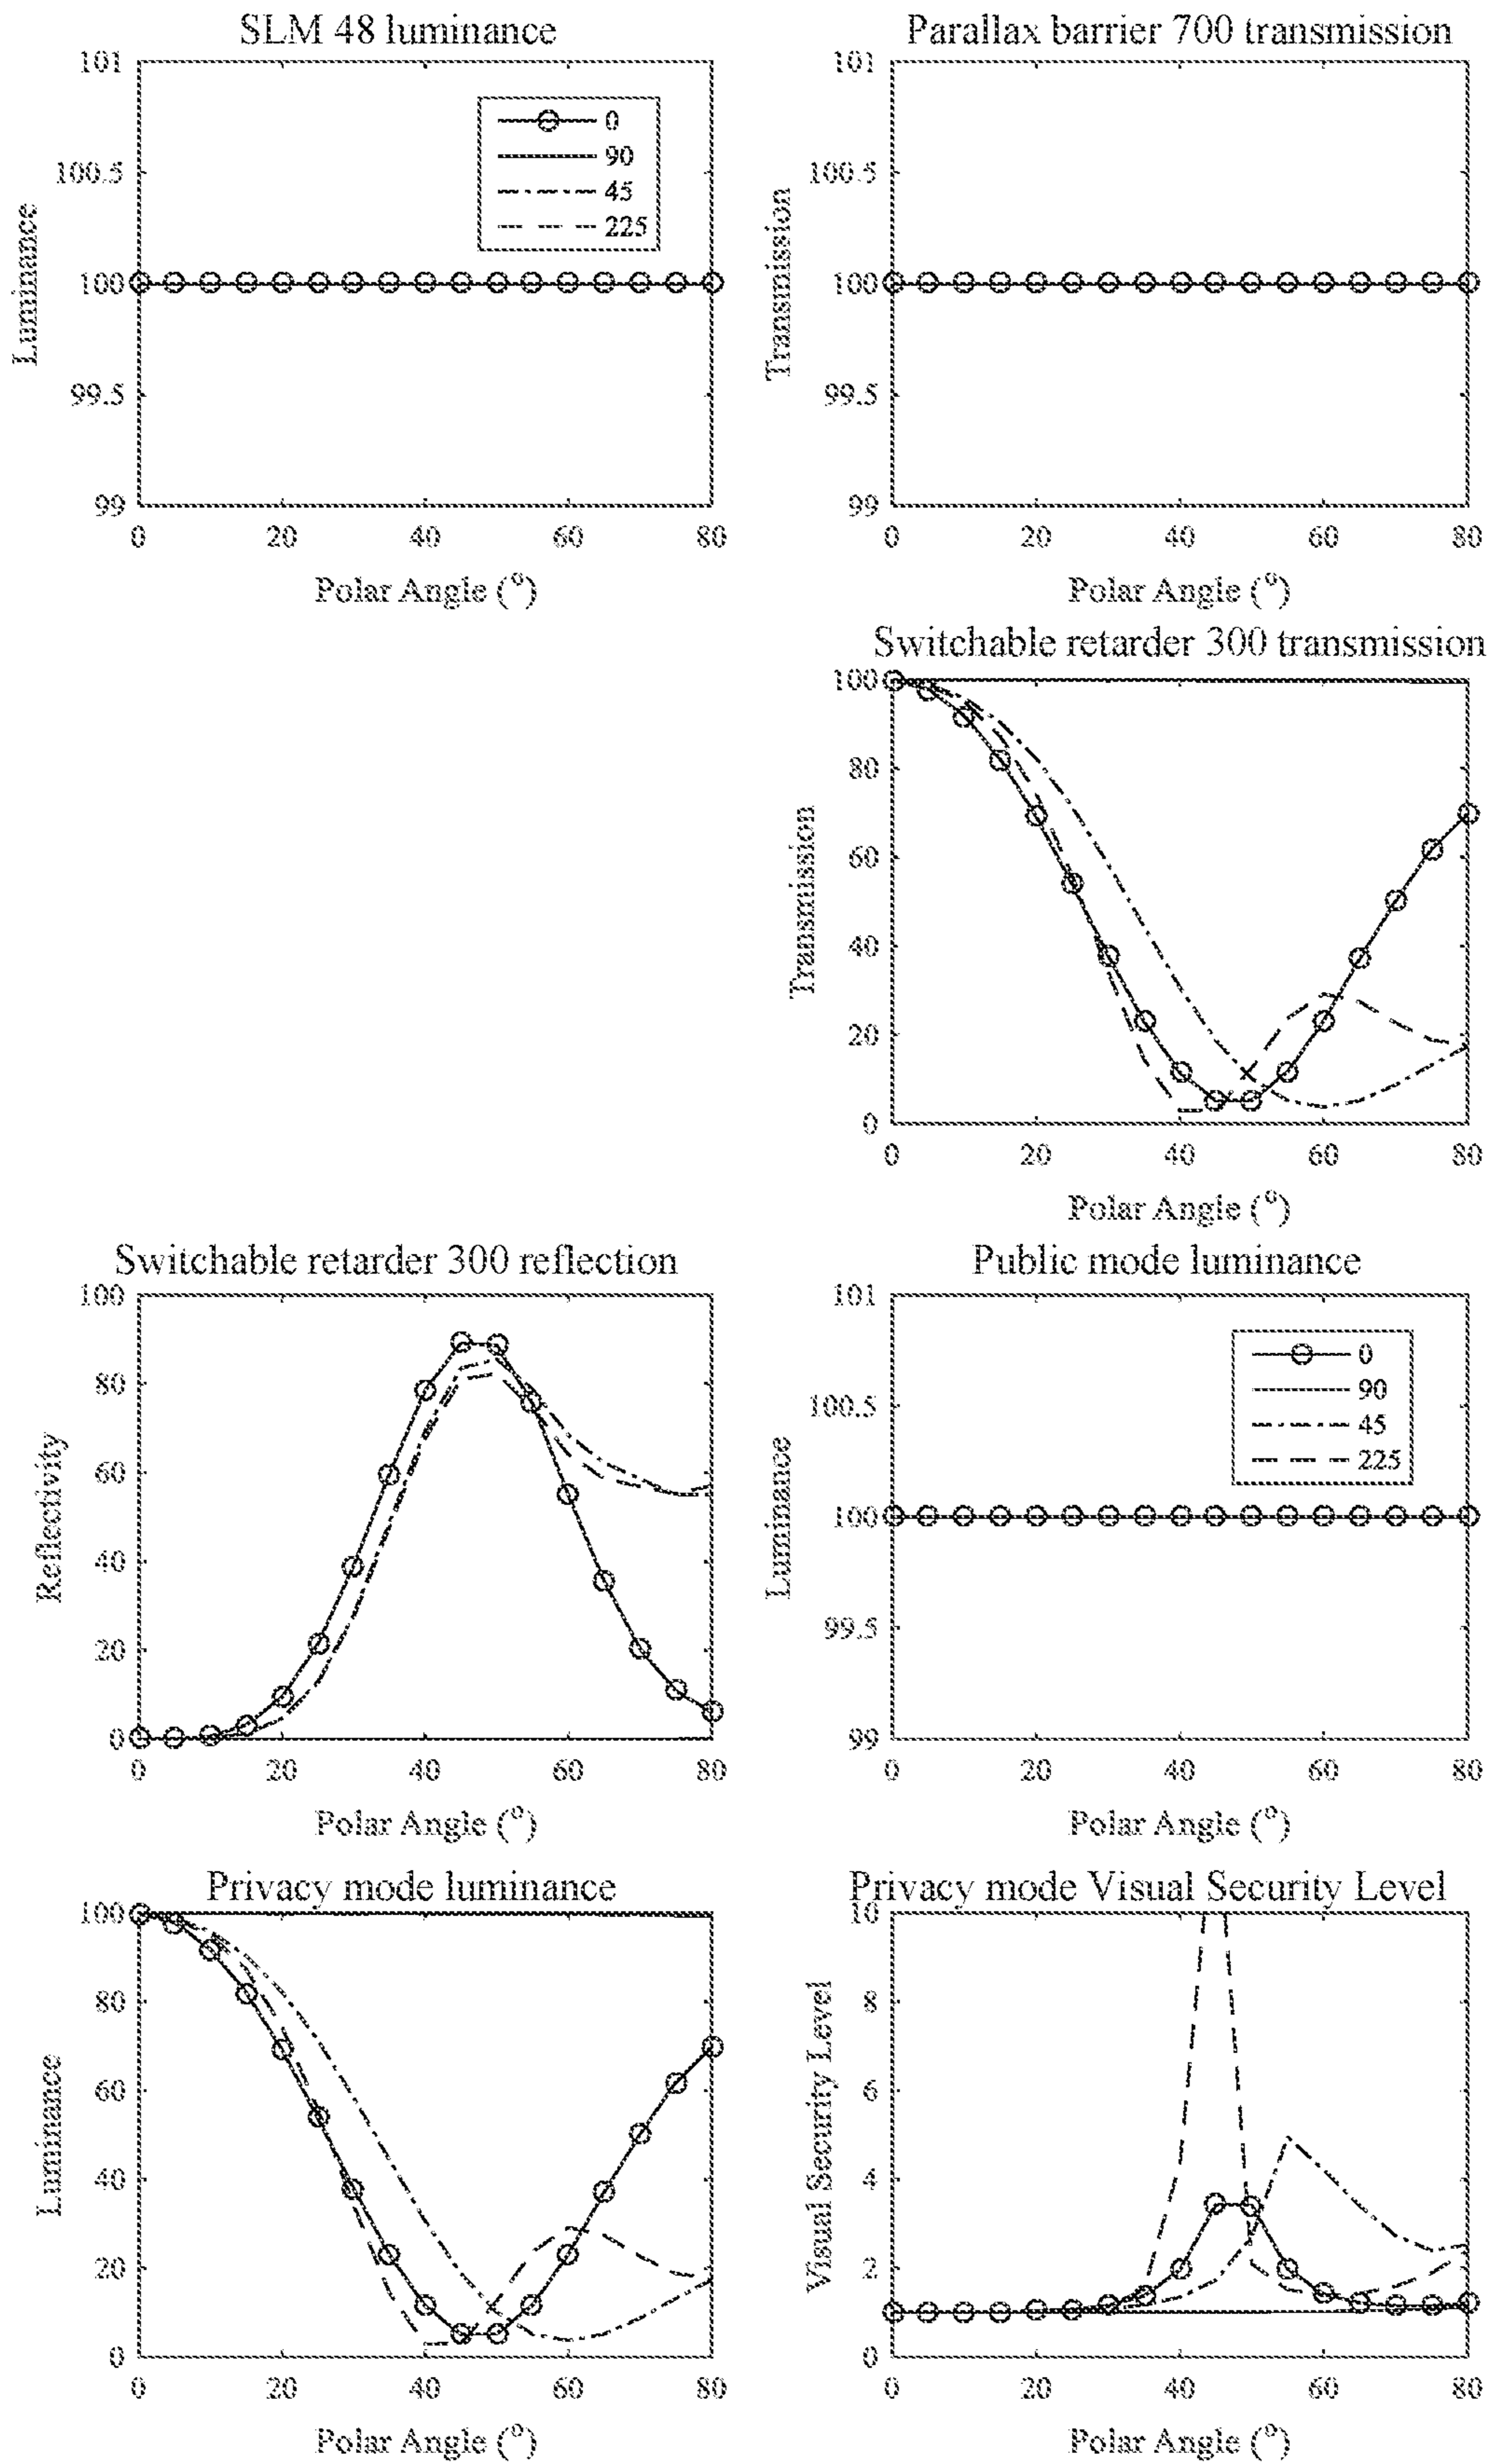 SLM 48 luminance
101
100.5
100
99.5
99
Luminance
0
90
45
225
0 20 40 60 80
Polar Angle (°)
Parallax barrier 700 transmission
101
100.5
100
99.5
99
Transmission
0 20 40 60 80
Polar Angle (°)
Switchable retarder 300 transmission
100
80
60
40
20
0
Transmission
0 20 40 60 80
Polar Angle (°)
Switchable retarder 300 reflection
100
80
60
40
20
0
Reflectivity
0 20 40 60 80
Polar Angle (°)
Public mode luminance
101
100.5
100
99.5
99
Luminance
0
90
45
225
0 20 40 60 80
Polar Angle (°)
Privacy mode luminance
100
80
60
40
20
0
Luminance
0 20 40 60 80
Polar Angle (°)
Privacy mode Visual Security Level
10
8
6
4
2
0
Visual Security Level
0 20 40 60 80
Polar Angle (°)